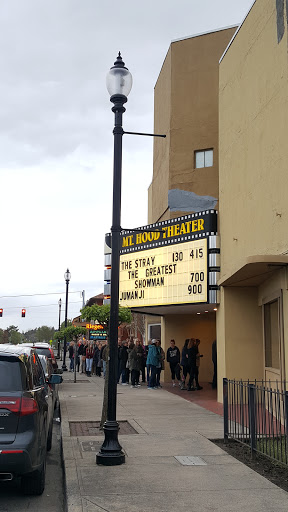 MT. HOOD THEATER
THE STRAY 130 415
THE GREATEST
SHOWMAN 700
JUMANJI 900